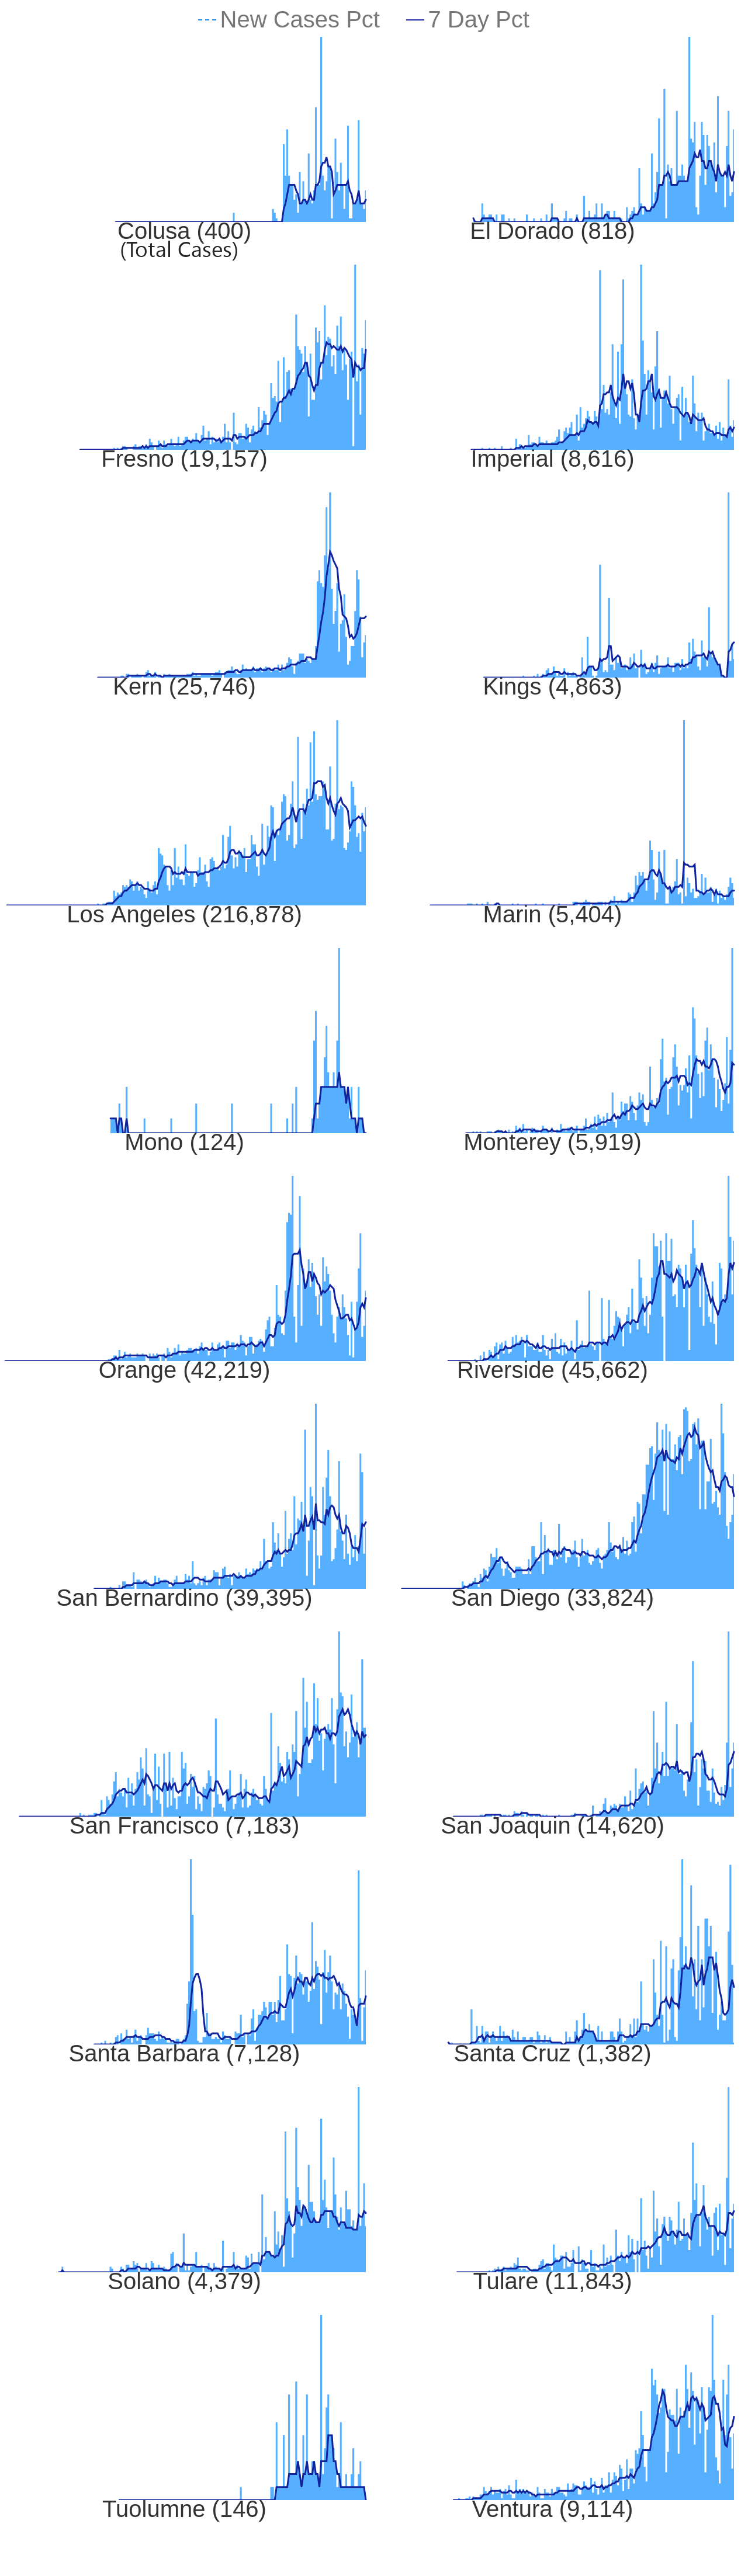 New Cases Pct 7 Day Pct
Colusa (400) El Dorado (818)
(Total Cases)
Fresno (19,157) Imperial (8,616)
Kern (25,746) Kings (4,863)
Los Angeles (216,878) Marin (5,404)
Mono (124) Monterey (5,919)
Orange (42,219) Riverside (45,662)
San Bernardino (39,395) San Diego (33,824)
San Francisco (7,183) San Joaquin (14,620)
Santa Barbara (7,128) Santa Cruz (1,382)
Solano (4,379) Tulare (11,843)
Tuolumne (146) Ventura (9,114)